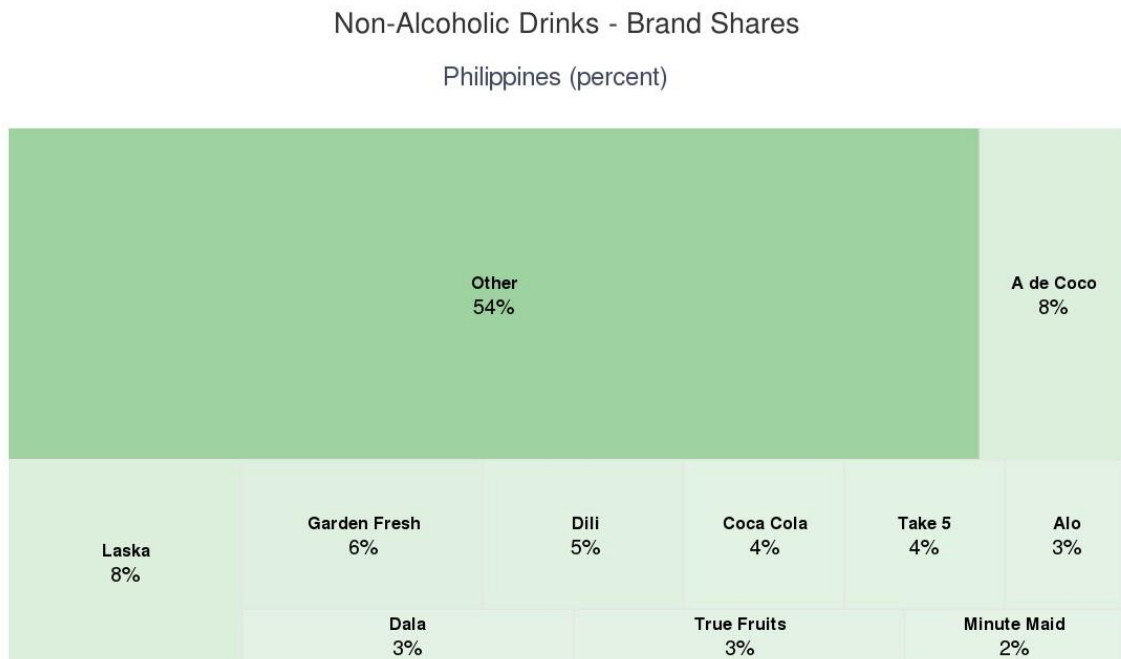 Non-Alcoholic Drinks - Brand Shares
Philippines (percent)
Other
54%
A de Coco
8%
Laska
8%
Garden Fresh
6%
Dili
5%
Coca Cola
4%
Take 5
4%
Alo
3%
Dala
3%
True Fruits
3%
Minute Maid
2%